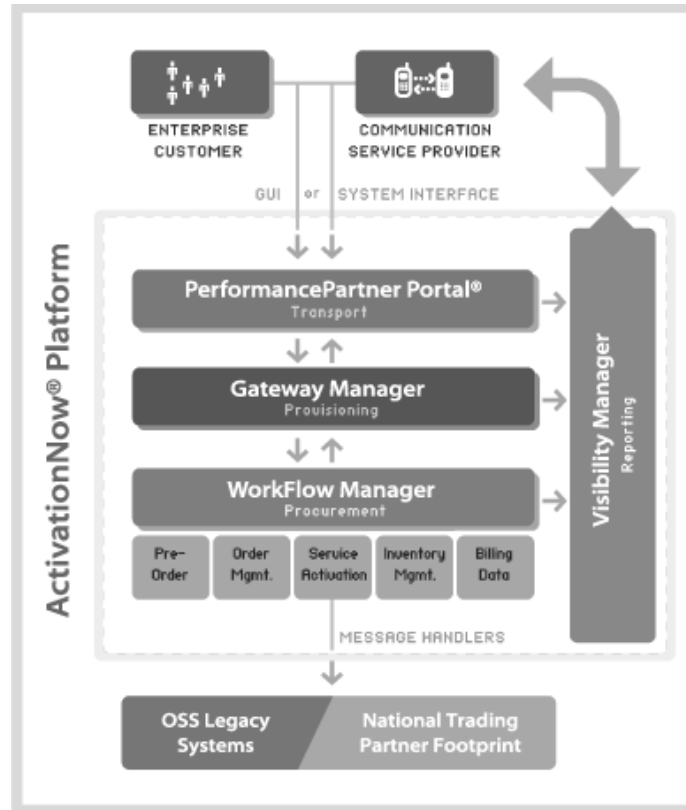 ENTERPRISE
CUSTOMER
COMMUNICATION
SERVICE PROVIDER
GUI or SYSTEM INTERFACE
ActivationNow® Platform
PerformancePartner Portal®
Transport
Gateway Manager
Provisioning
WorkFlow Manager
Procurement
Pre-
Order
Order
Mgmt.
Service
Activation
Inventory
Mgmt.
Billing
Data
Visibility Manager
Reporting
MESSAGE HANDLERS
OSS Legacy
Systems
National Trading
Partner Footprint